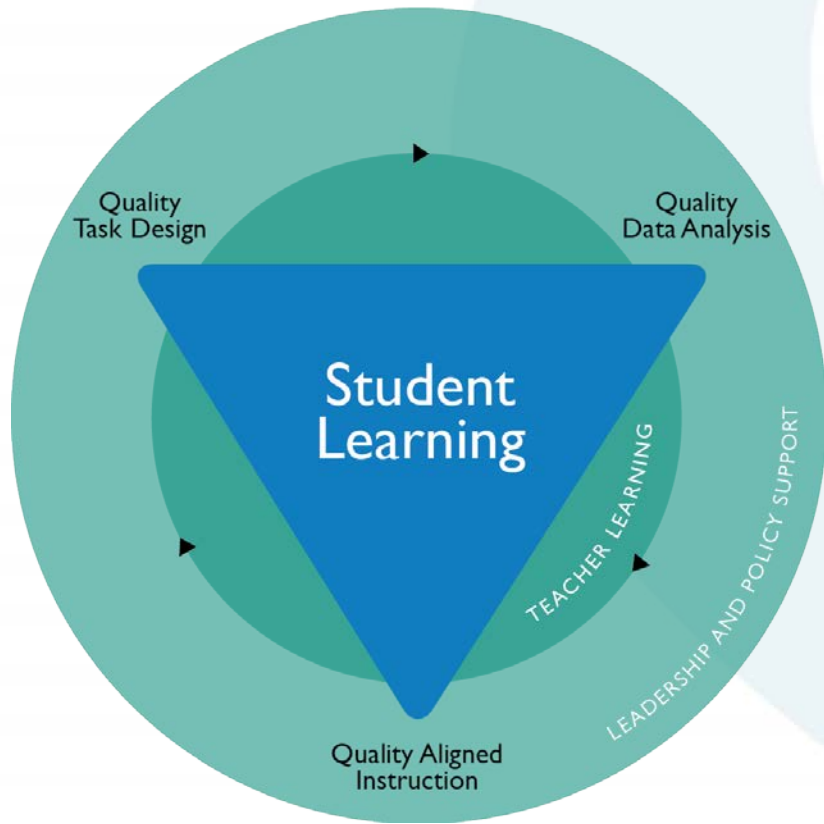 Quality
Task Design
Quality
Data Analysis
Student
Learning
TEACHER LEARNING
LEADERSHIP AND POLICY SUPPORT
Quality Aligned
Instruction